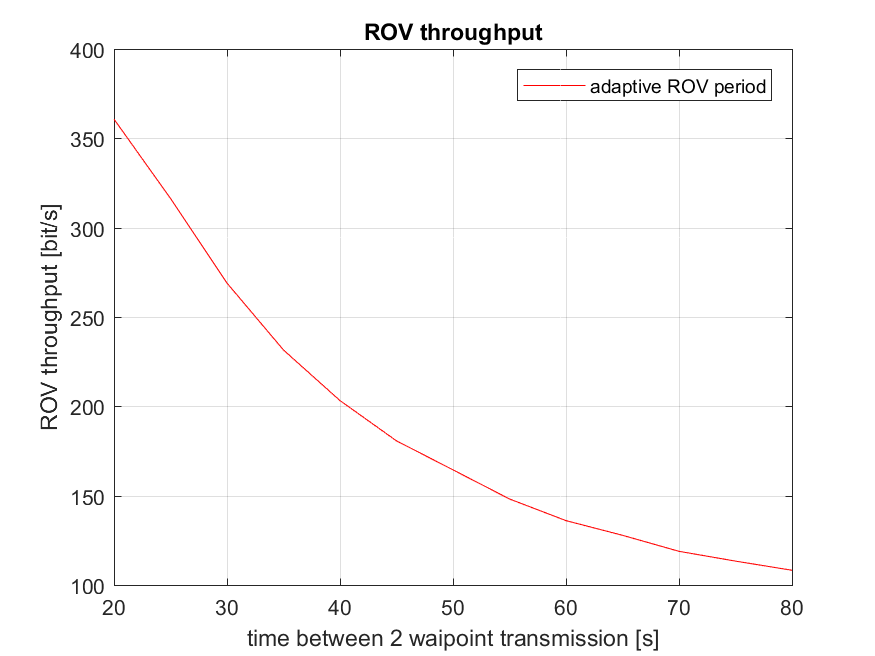 ROV throughput
adaptive ROV period
ROV throughput [bit/s]
400
350
300
250
200
150
100
20 30 40 50 60 70 80
time between 2 waipoint transmission [s]